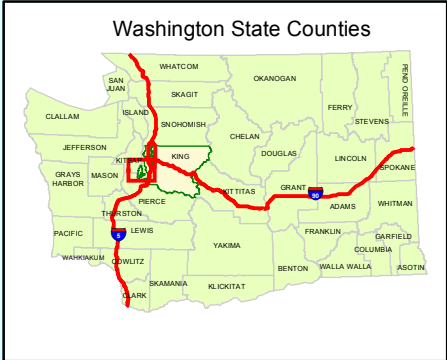 Washington State Counties
WHATCOM
SAN
JUAN
OKANOGAN
PEND OREILLE
SKAGIT
FERRY
STEVENS
ISLAND
CLALLAM
SNOHOMISH
CHELAN
JEFFERSON
DOUGLAS
LINCOLN
KITSAP
KING
SPOKANE
GRAYS
HARBOR
MASON
KITTITAS
GRANT
90
ADAMS
WHITMAN
PIERCE
THURSTON
PACIFIC
5
LEWIS
FRANKLIN
GARFIELD
YAKIMA
COLUMBIA
WAHKIAKUM
COWLITZ
BENTON
WALLA WALLA
ASOTIN
SKAMANIA
KLICKITAT
CLARK